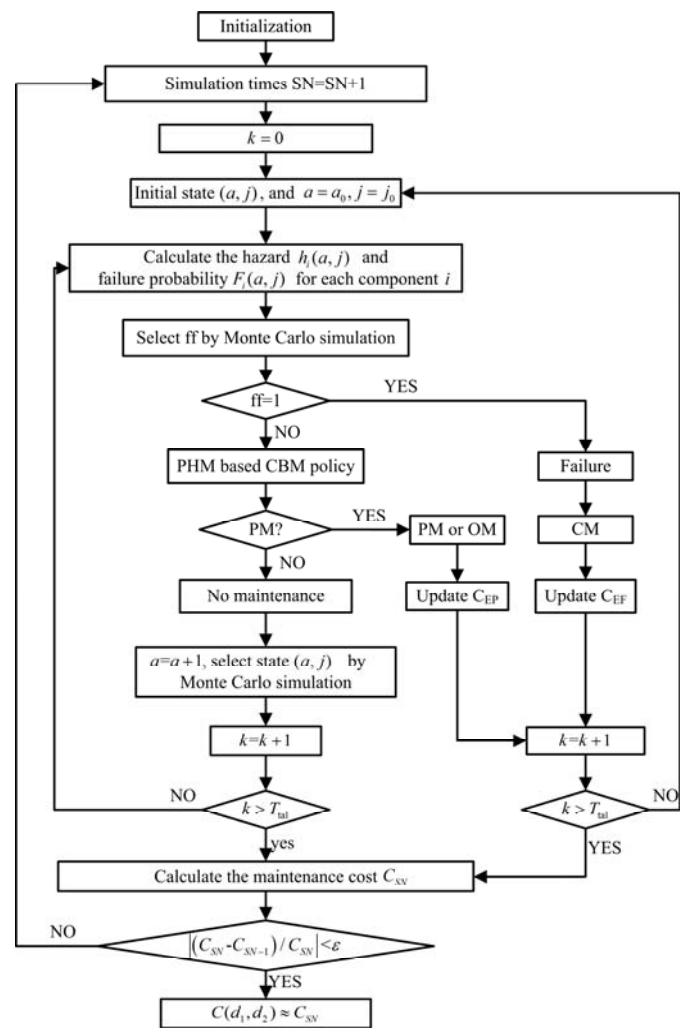 Initialization
Simulation times SN=SN+1
k = 0
Initial state (a, j), and a = a₀, j = j₀
Calculate the hazard hᵢ(a, j) and
failure probability Fᵢ(a, j) for each component i
Select ff by Monte Carlo simulation
ff=1
YES
NO
PHM based CBM policy
Failure
PM?
YES
PM or OM
CM
NO
No maintenance
Update C_EP
Update C_EF
a=a+1, select state (a, j) by
Monte Carlo simulation
k=k+1
k=k+1
NO
k > T_tal
k > T_tal
NO
yes
YES
Calculate the maintenance cost C_SN
NO
|(C_SN-C_SN-1)/C_SN|<ε
YES
C(d₁,d₂)≈C_SN